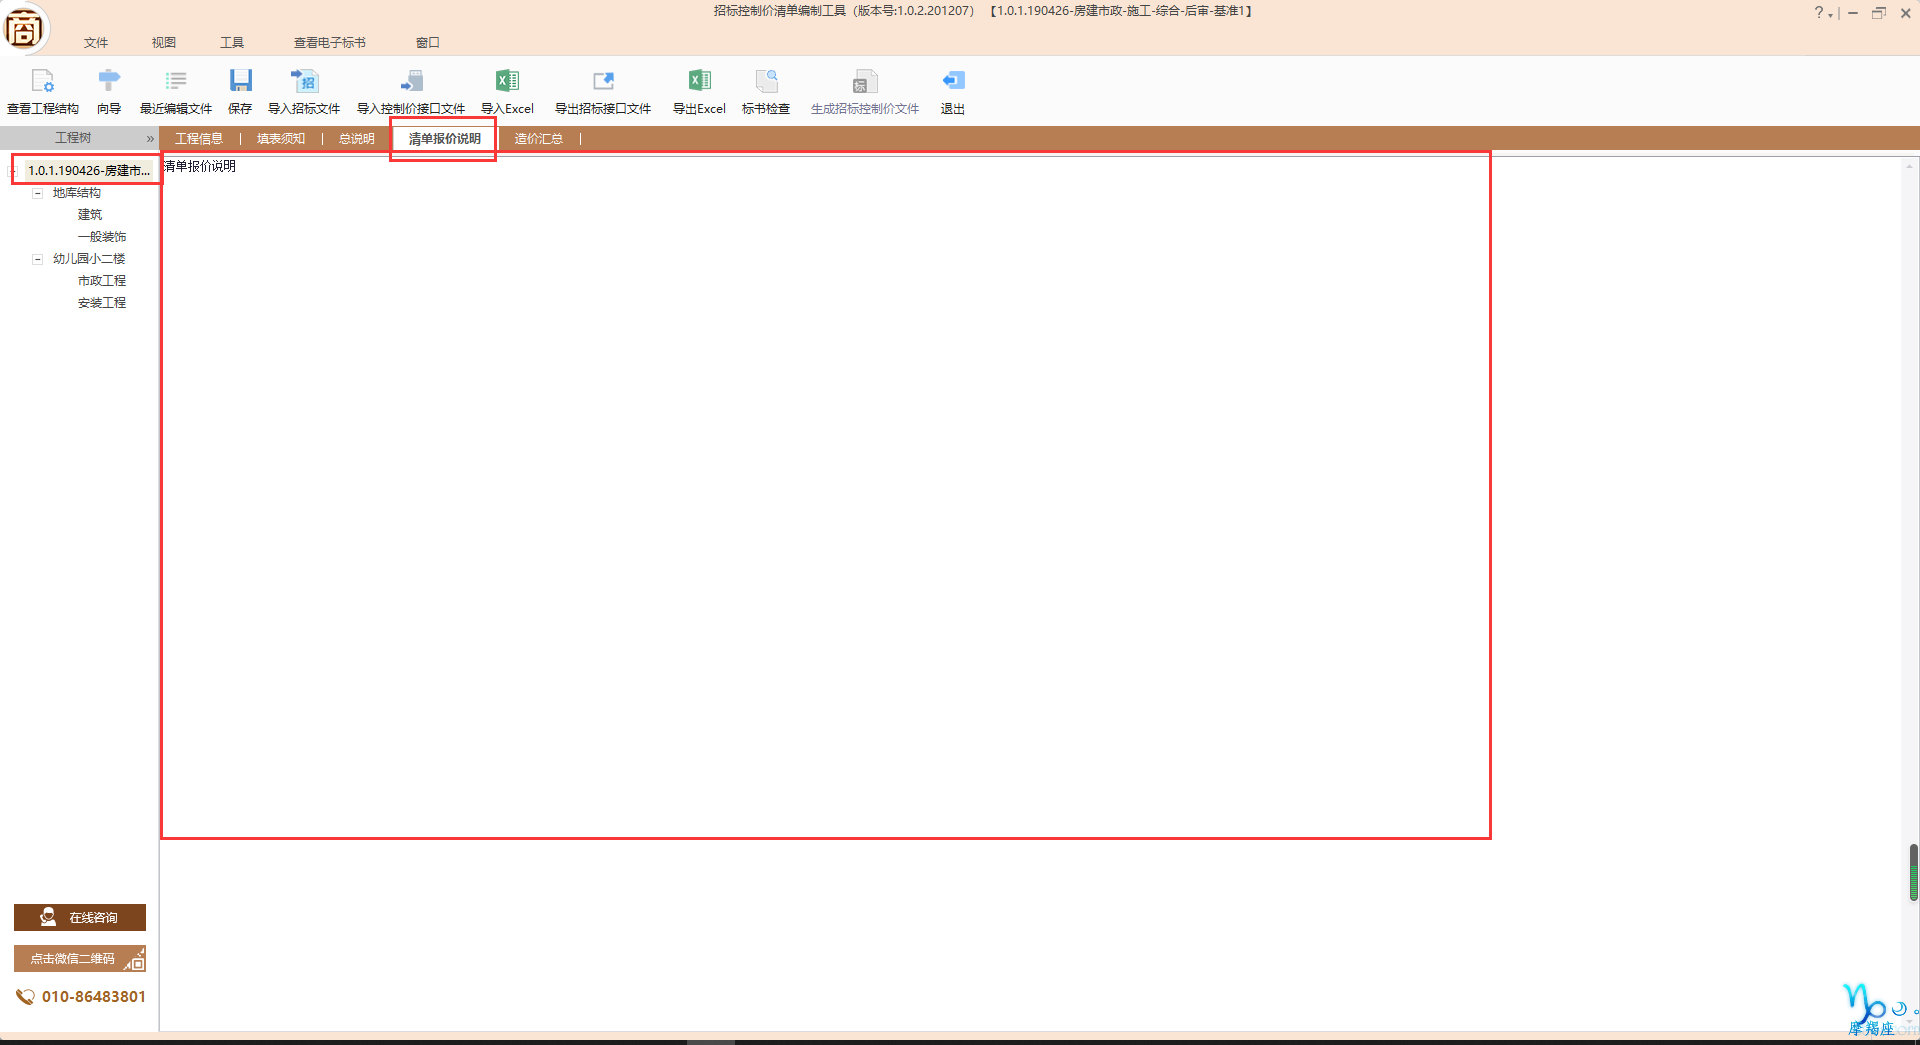 招标控制价清单编制工具（版本号:1.0.2.201207） 【1.0.1.190426-房建市政-施工-综合-后审-基准1】
商
文件 视图 工具 查看电子标书 窗口
招 标
查看工程结构 向导 最近编辑文件 保存 导入招标文件 导入控制价接口文件 导入Excel 导出招标接口文件 导出Excel 标书检查 生成招标控制价文件 退出
工程树 » 工程信息 | 填表须知 | 总说明 清单报价说明 造价汇总 |
1.0.1.190426-房建市...
清单报价说明
地库结构
建筑
一般装饰
幼儿园小二楼
市政工程
安装工程
在线咨询
点击微信二维码
010-86483801
摩羯座